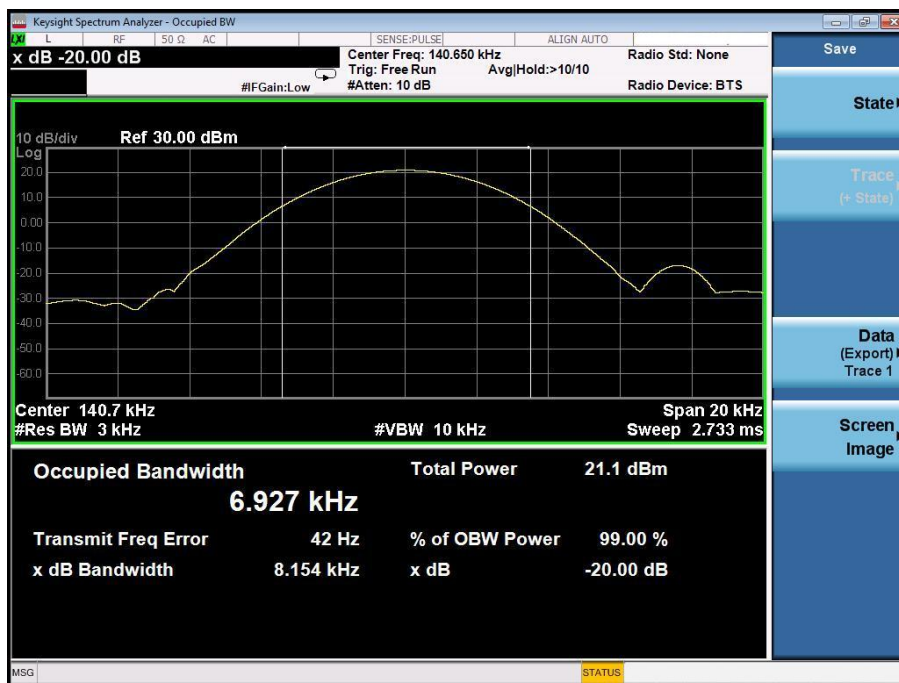 Keysight Spectrum Analyzer - Occupied BW
LXI L RF 50 Ω AC SENSE:PULSE ALIGN AUTO
x dB -20.00 dB
Center Freq: 140.650 kHz Radio Std: None
Trig: Free Run Avg|Hold:>10/10
#IFGain:Low #Atten: 10 dB Radio Device: BTS
10 dB/div Ref 30.00 dBm
Log
20.0
10.0
0.00
-10.0
-20.0
-30.0
-40.0
-50.0
-60.0
Center 140.7 kHz Span 20 kHz
#Res BW 3 kHz #VBW 10 kHz Sweep 2.733 ms
Occupied Bandwidth Total Power 21.1 dBm
6.927 kHz
Transmit Freq Error 42 Hz % of OBW Power 99.00 %
x dB Bandwidth 8.154 kHz x dB -20.00 dB
MSG STATUS
Save
State
Trace
(+ State)
Data
(Export)
Trace 1
Screen
Image